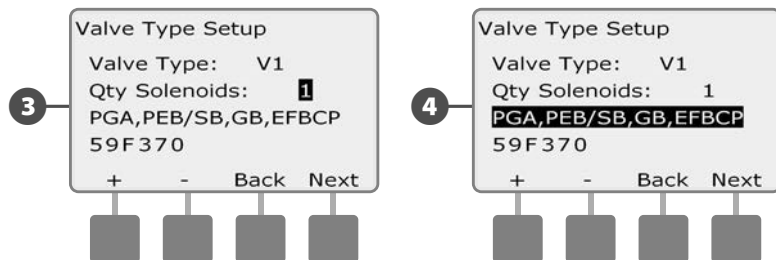 3
Valve Type Setup
Valve Type: V1
Qty Solenoids: 1
PGA,PEB/SB,GB,EFBCP
59F370
+ - Back Next
4
Valve Type Setup
Valve Type: V1
Qty Solenoids: 1
PGA,PEB/SB,GB,EFBCP
59F370
+ - Back Next